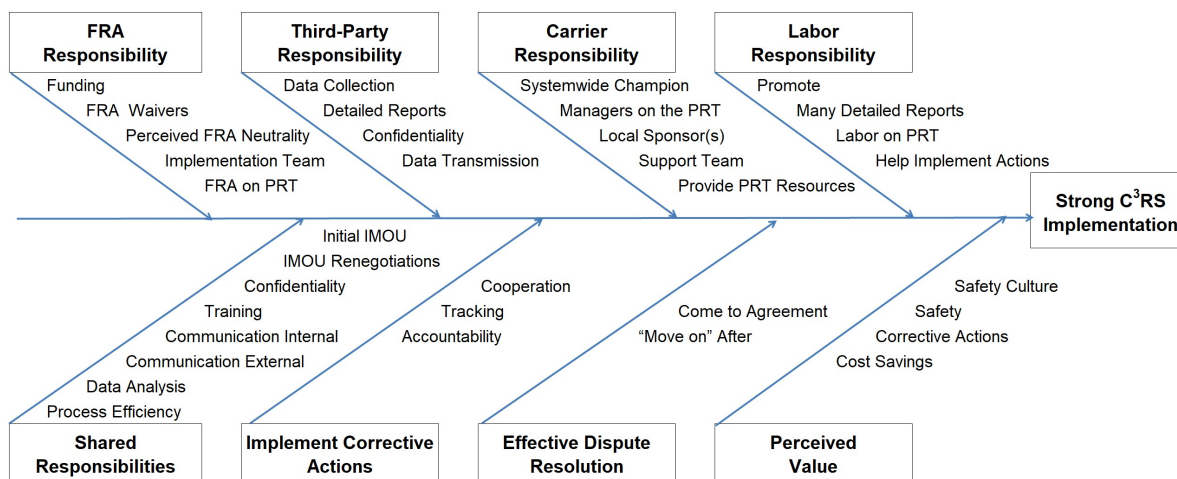 FRA
Responsibility
Funding
FRA Waivers
Perceived FRA Neutrality
Implementation Team
FRA on PRT
Third-Party
Responsibility
Data Collection
Detailed Reports
Confidentiality
Data Transmission
Carrier
Responsibility
Systemwide Champion
Managers on the PRT
Local Sponsor(s)
Support Team
Provide PRT Resources
Labor
Responsibility
Promote
Many Detailed Reports
Labor on PRT
Help Implement Actions
Strong C³RS
Implementation
Initial IMOU
IMOU Renegotiations
Confidentiality
Training
Communication Internal
Communication External
Data Analysis
Process Efficiency
Shared
Responsibilities
Cooperation
Tracking
Accountability
Implement Corrective
Actions
Come to Agreement
“Move on” After
Effective Dispute
Resolution
Safety Culture
Safety
Corrective Actions
Cost Savings
Perceived
Value